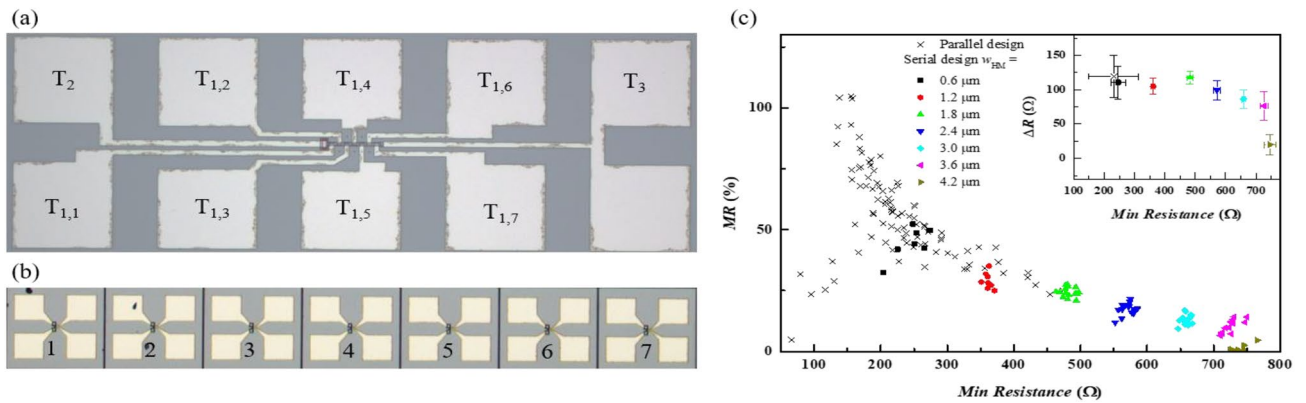 (a)
T2 T1,2 T1,4 T1,6 T3
T1,1 T1,3 T1,5 T1,7
(b)
1 2 3 4 5 6 7
(c)
MR (%)
100
50
0
0 100 200 300 400 500 600 700 800
Min Resistance (Ω)
Parallel design
Serial design wHM =
0.6 μm
1.2 μm
1.8 μm
2.4 μm
3.0 μm
3.6 μm
4.2 μm
ΔR (Ω)
150
100
50
0
100 200 300 400 500 600 700
Min Resistance (Ω)